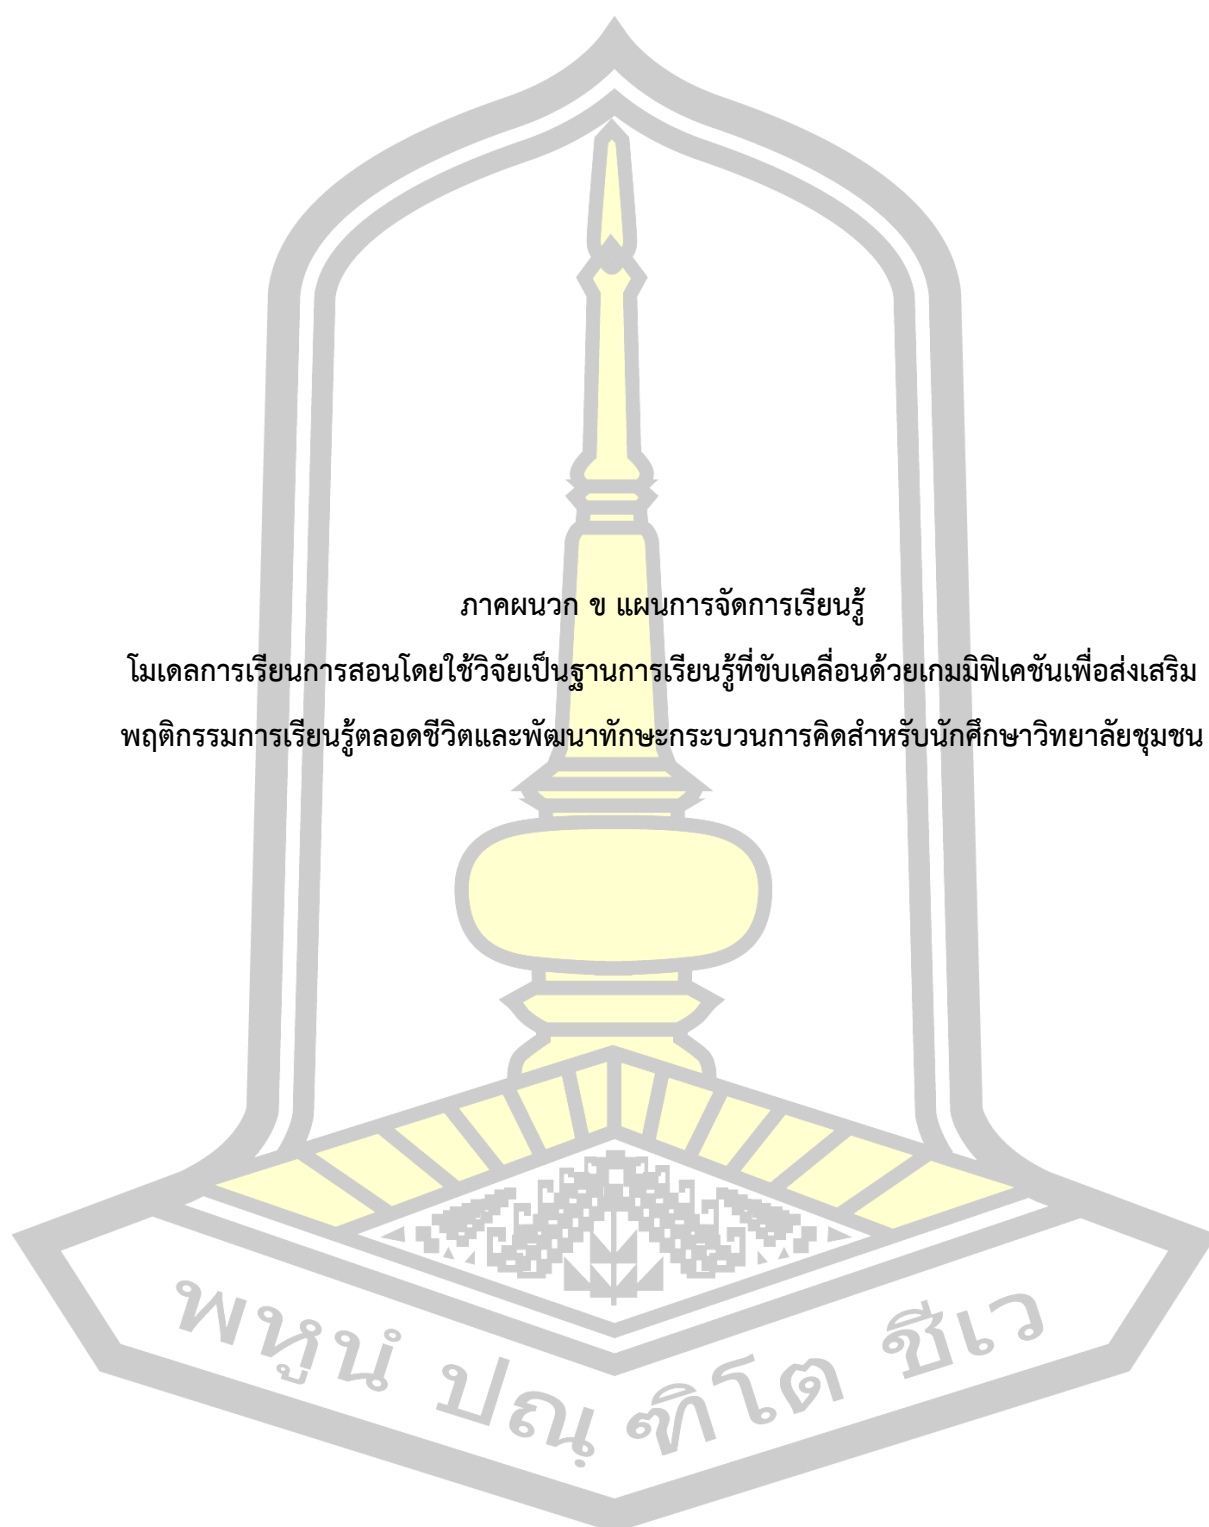 ภาคผนวก ข แผนการจัดการเรียนรู้
โมเดลการเรียนการสอนโดยใช้วิจัยเป็นฐานการเรียนรู้ที่ขับเคลื่อนด้วยเกมมิฟิเคชันเพื่อส่งเสริม
พฤติกรรมการเรียนรู้ตลอดชีวิตและพัฒนาทักษะกระบวนการคิดสำหรับนักศึกษาวิทยาลัยชุมชน
พหูนํ ปณฺฑิโต ชีเว